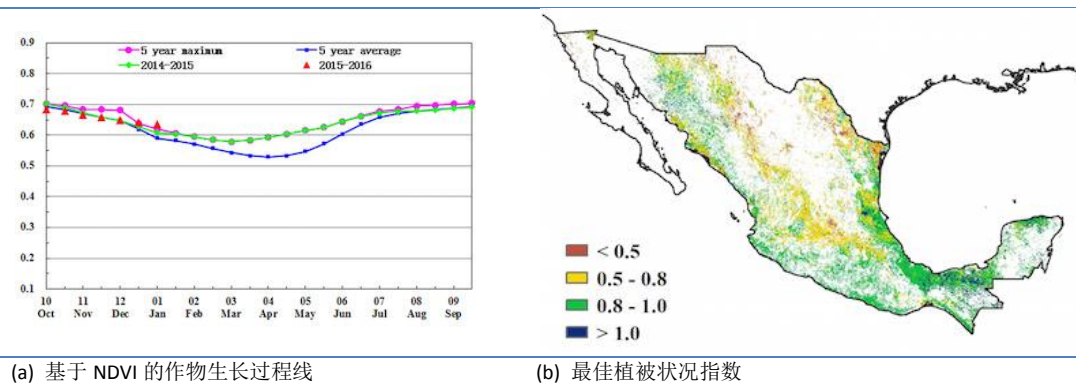 0.9
0.8
0.7
0.6
0.5
0.4
0.3
0.2
0.1
5 year maximum
5 year average
2014-2015
2015-2016
10 11 12 01 02 03 04 05 06 07 08 09
Oct Nov Dec Jan Feb Mar Apr May Jun Jul Aug Sep
< 0.5
0.5 - 0.8
0.8 - 1.0
> 1.0
(a) 基于 NDVI 的作物生长过程线
(b) 最佳植被状况指数